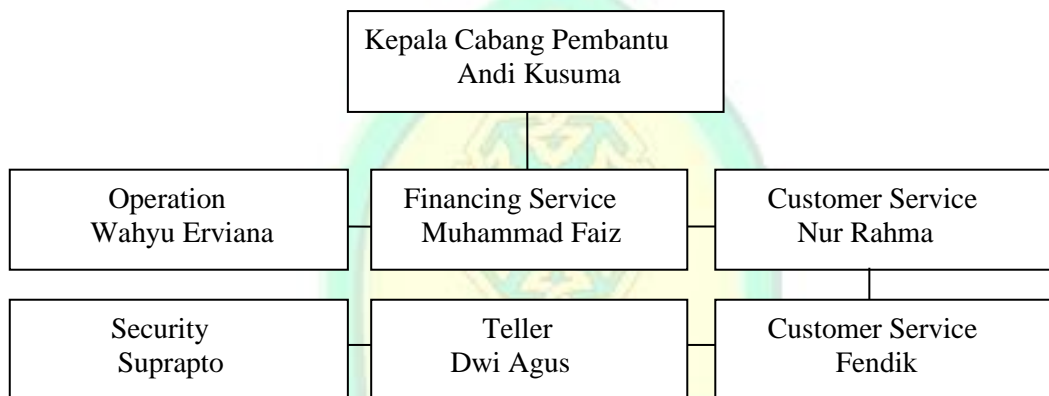 Kepala Cabang Pembantu
Andi Kusuma
Operation
Wahyu Erviana
Financing Service
Muhammad Faiz
Customer Service
Nur Rahma
Security
Suprapto
Teller
Dwi Agus
Customer Service
Fendik